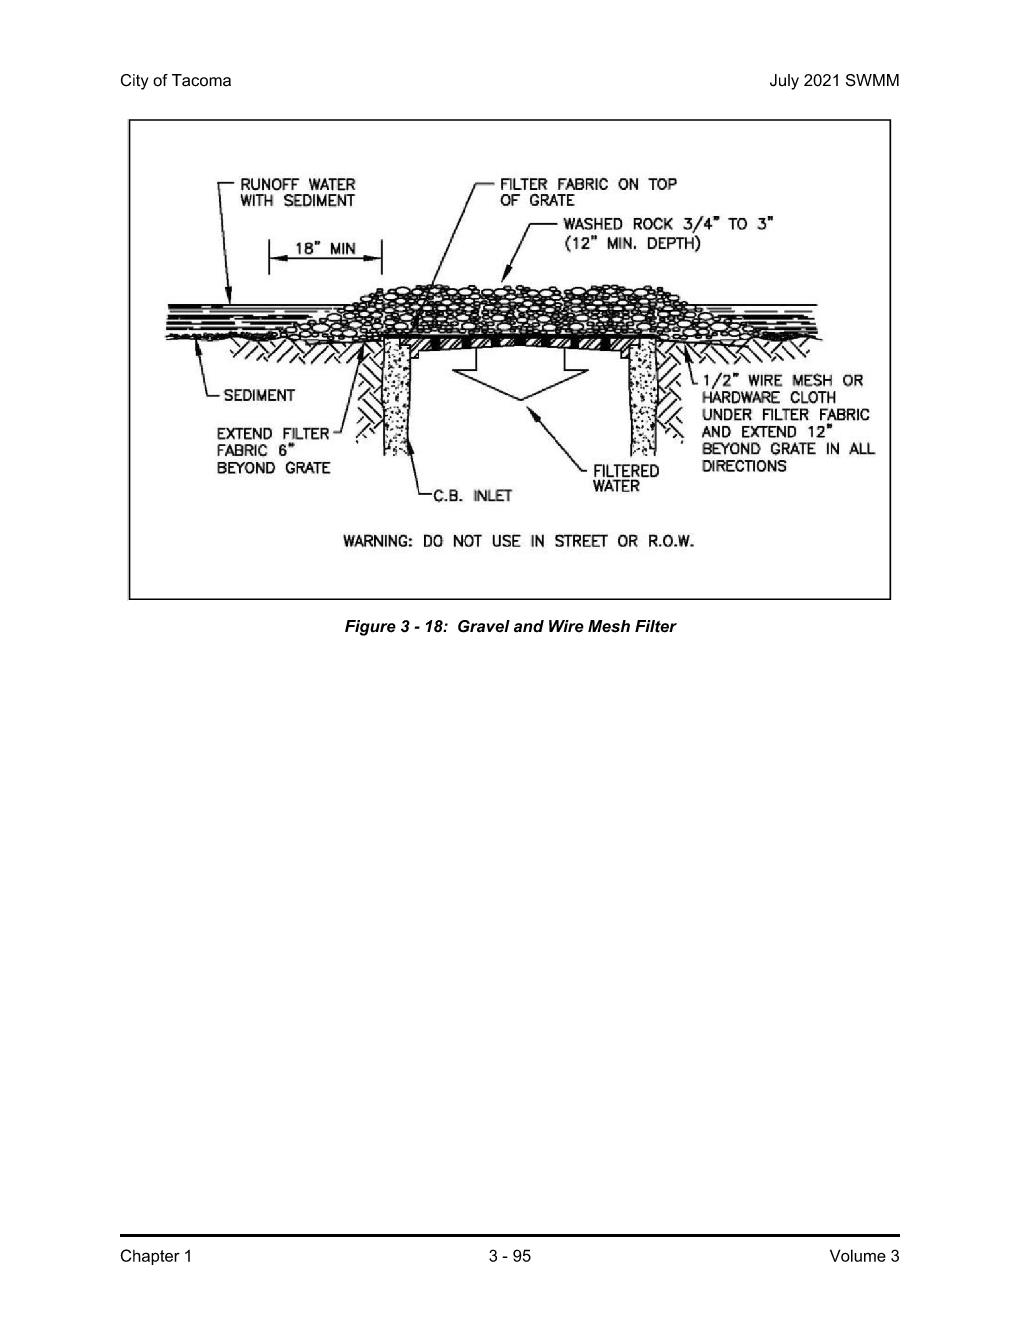 City of Tacoma
July 2021 SWMM
RUNOFF WATER
WITH SEDIMENT
FILTER FABRIC ON TOP
OF GRATE
WASHED ROCK 3/4" TO 3"
(12" MIN. DEPTH)
18" MIN
SEDIMENT
EXTEND FILTER
FABRIC 6"
BEYOND GRATE
C.B. INLET
FILTERED
WATER
1/2" WIRE MESH OR
HARDWARE CLOTH
UNDER FILTER FABRIC
AND EXTEND 12"
BEYOND GRATE IN ALL
DIRECTIONS
WARNING: DO NOT USE IN STREET OR R.O.W.
Figure 3 - 18: Gravel and Wire Mesh Filter
Chapter 1
3 - 95
Volume 3